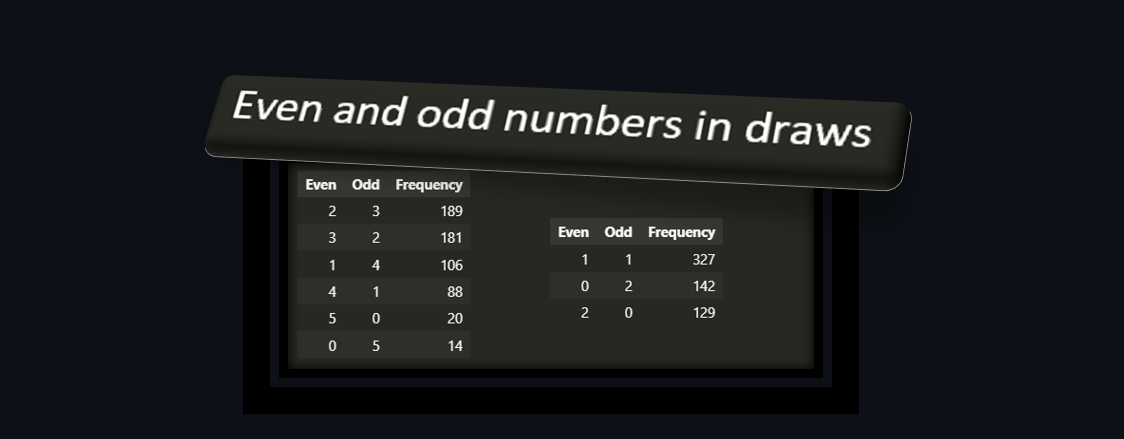 Even and odd numbers in draws
Even Odd Frequency
2 3 189
3 2 181
1 4 106
4 1 88
5 0 20
0 5 14
Even Odd Frequency
1 1 327
0 2 142
2 0 129